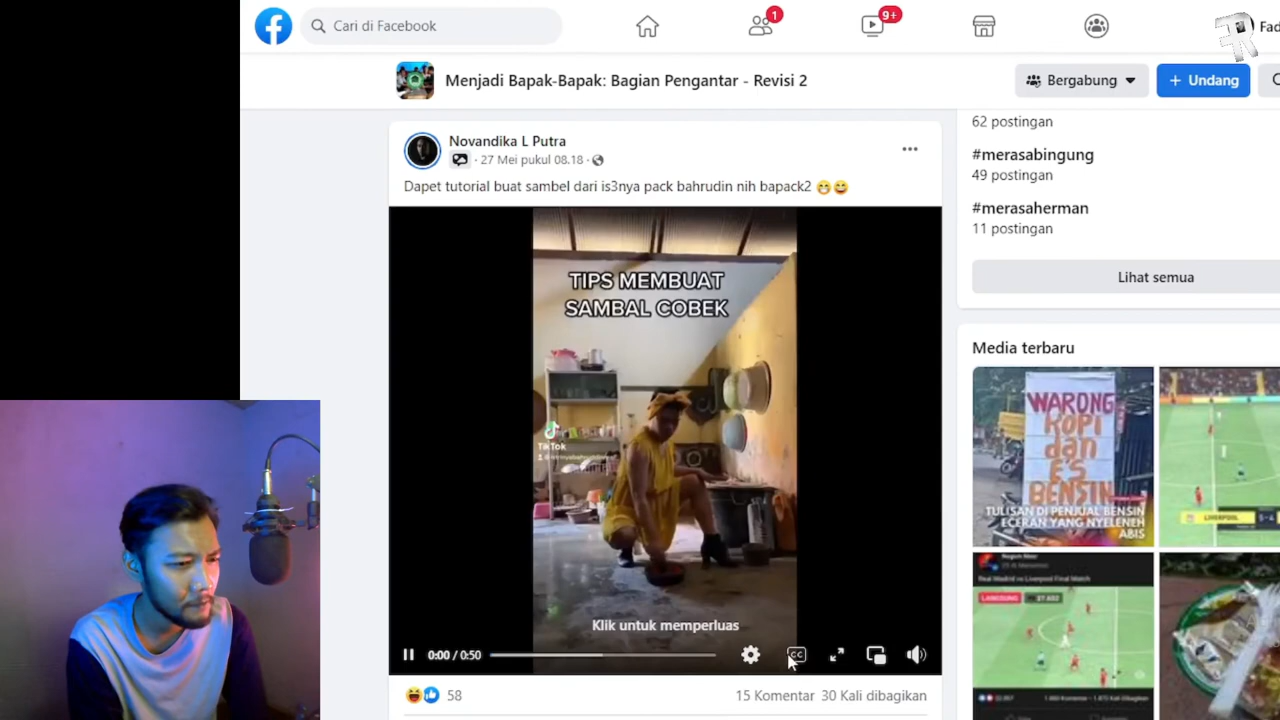 Cari di Facebook
1
9+
Fad
Menjadi Bapak-Bapak: Bagian Pengantar - Revisi 2
Bergabung
+ Undang
Novandika L Putra
27 Mei pukul 08.18
Dapet tutorial buat sambel dari is3nya pack bahrudin nih bapack2 😁😄
TIPS MEMBUAT
SAMBAL COBEK
TikTok
Klik untuk memperluas
0:00 / 0:50
CC
58
15 Komentar
30 Kali dibagikan
62 postingan
#merasabingung
49 postingan
#merasaherman
11 postingan
Lihat semua
Media terbaru
WARONG
KOPI
dan
E'S
BENSIN
TULISAN DI PENJUAL BENSIN
ECERAN YANG NYELENEH
ABIS
LIVERPOOL
Real Madrid vs Liverpool Final Match
LANGSUNG